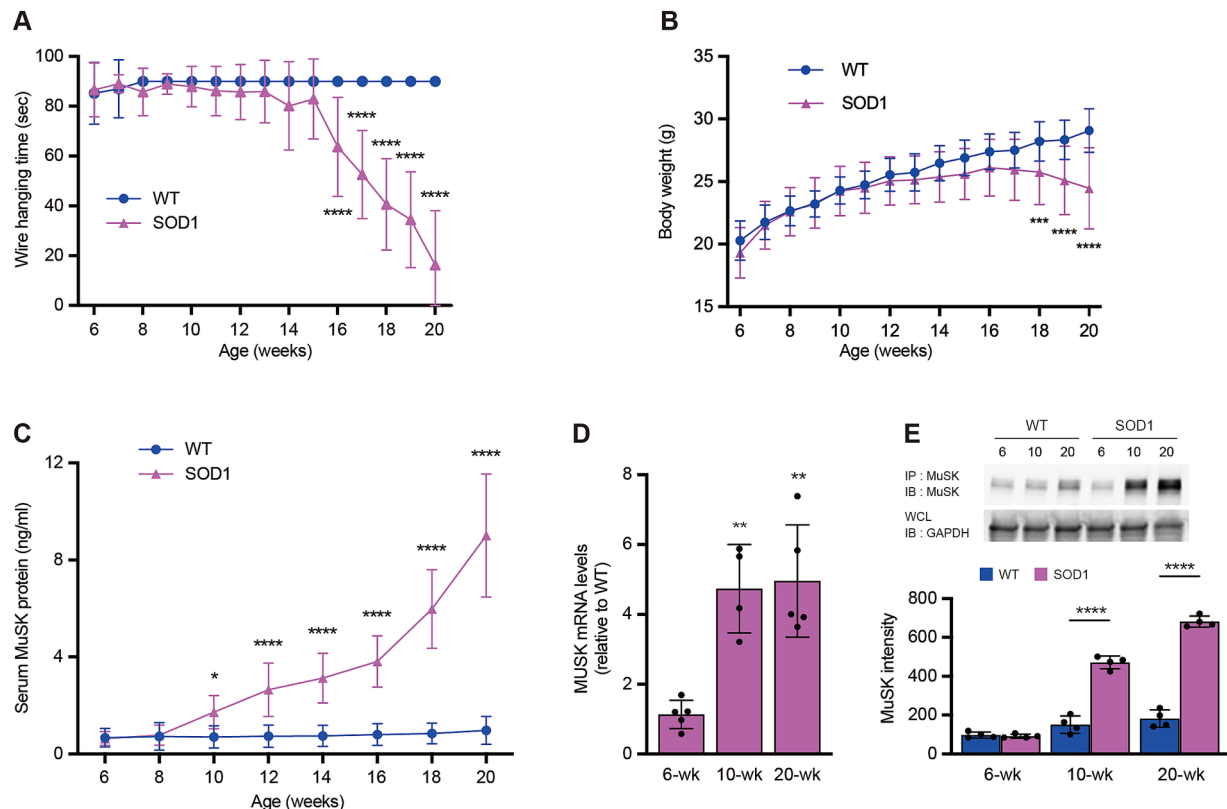 A
100
80
60
40
20
0
Wire hanging time (sec)
WT
SOD1
****
****
****
****
****
6 8 10 12 14 16 18 20
Age (weeks)
B
35
30
25
20
15
Body weight (g)
WT
SOD1
***
****
****
6 8 10 12 14 16 18 20
Age (weeks)
C
12
8
4
0
Serum MuSK protein (ng/ml)
WT
SOD1
*
****
****
****
****
****
6 8 10 12 14 16 18 20
Age (weeks)
D
8
6
4
2
0
MUSK mRNA levels
(relative to WT)
**
**
6-wk 10-wk 20-wk
E
WT SOD1
6 10 20 6 10 20
IP : MuSK
IB : MuSK
WCL
IB : GAPDH
WT SOD1
800
600
400
200
0
MuSK intensity
****
****
6-wk 10-wk 20-wk